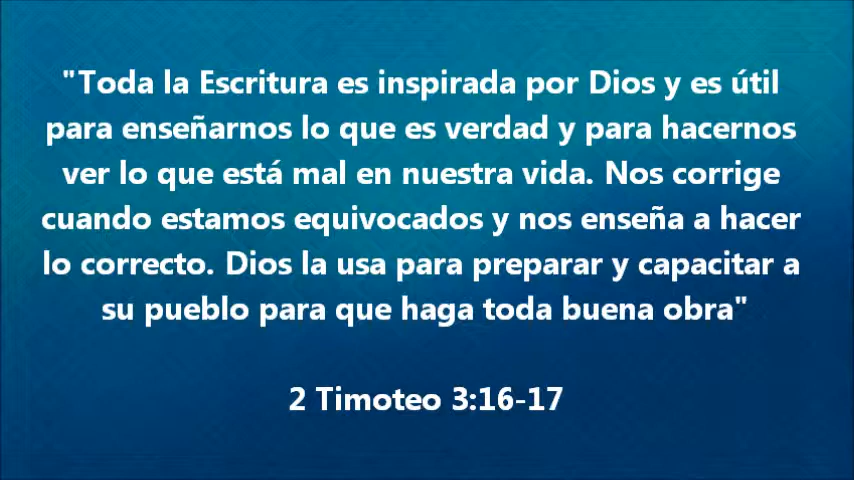 "Toda la Escritura es inspirada por Dios y es útil
para enseñarnos lo que es verdad y para hacernos
ver lo que está mal en nuestra vida. Nos corrige
cuando estamos equivocados y nos enseña a hacer
lo correcto. Dios la usa para preparar y capacitar a
su pueblo para que haga toda buena obra"
2 Timoteo 3:16-17